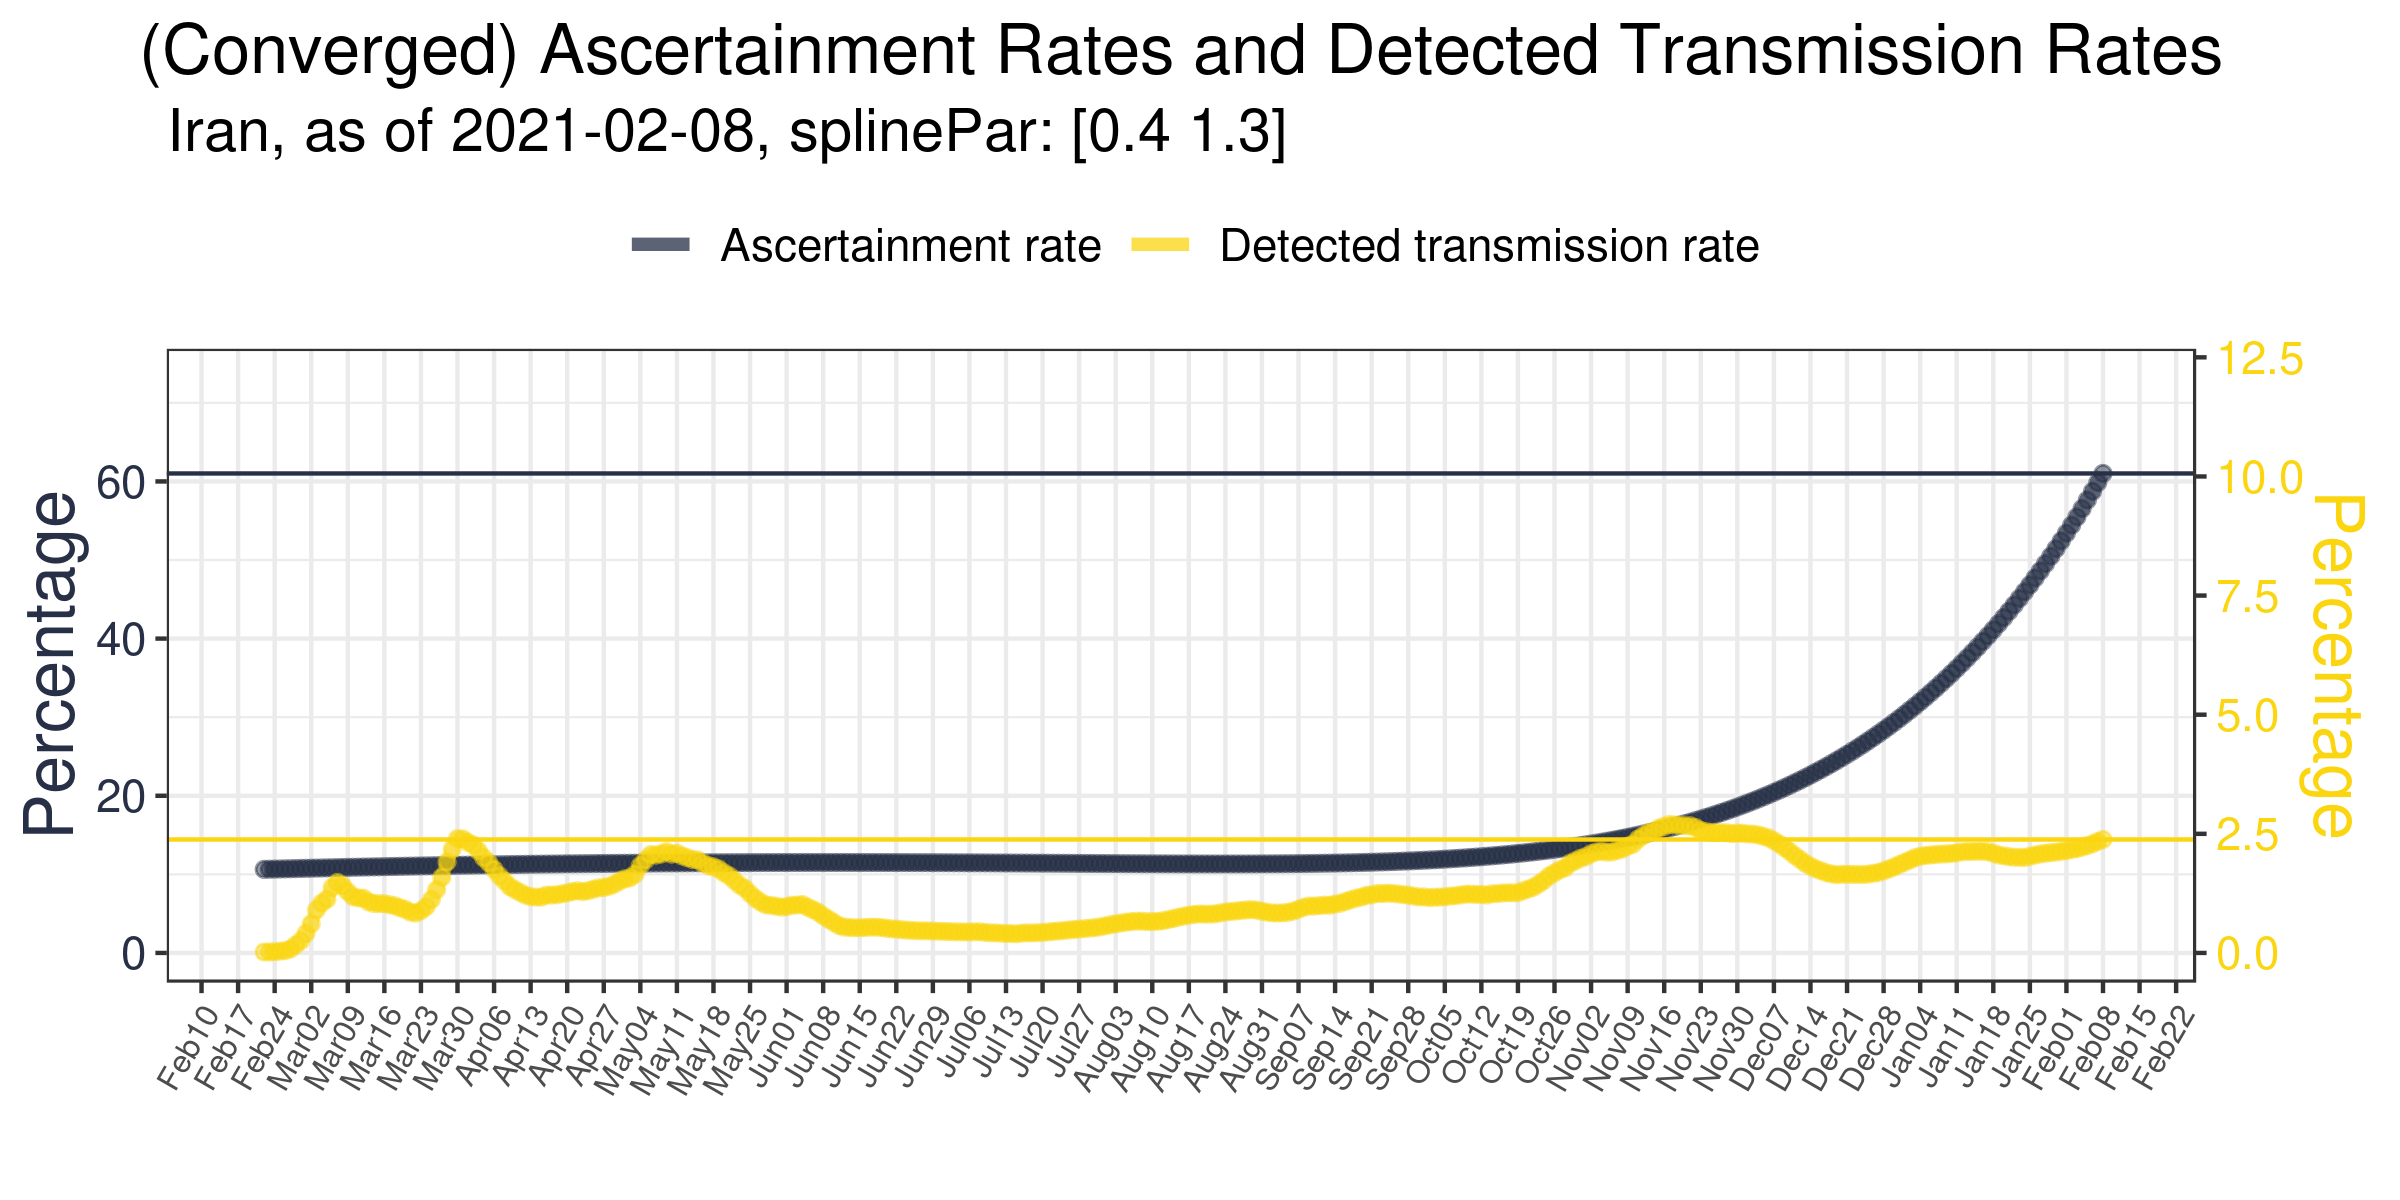 (Converged) Ascertainment Rates and Detected Transmission Rates
Iran, as of 2021-02-08, splinePar: [0.4 1.3]
Ascertainment rate Detected transmission rate
Percentage
60
40
20
0
12.5
10.0
7.5
5.0
2.5
0.0
Percentage
Feb10
Feb17
Feb24
Mar02
Mar09
Mar16
Mar23
Mar30
Apr06
Apr13
Apr20
Apr27
May04
May11
May18
May25
Jun01
Jun08
Jun15
Jun22
Jun29
Jul06
Jul13
Jul20
Jul27
Aug03
Aug10
Aug17
Aug24
Aug31
Sep07
Sep14
Sep21
Sep28
Oct05
Oct12
Oct19
Oct26
Nov02
Nov09
Nov16
Nov23
Nov30
Dec07
Dec14
Dec21
Dec28
Jan04
Jan11
Jan18
Jan25
Feb01
Feb08
Feb15
Feb22